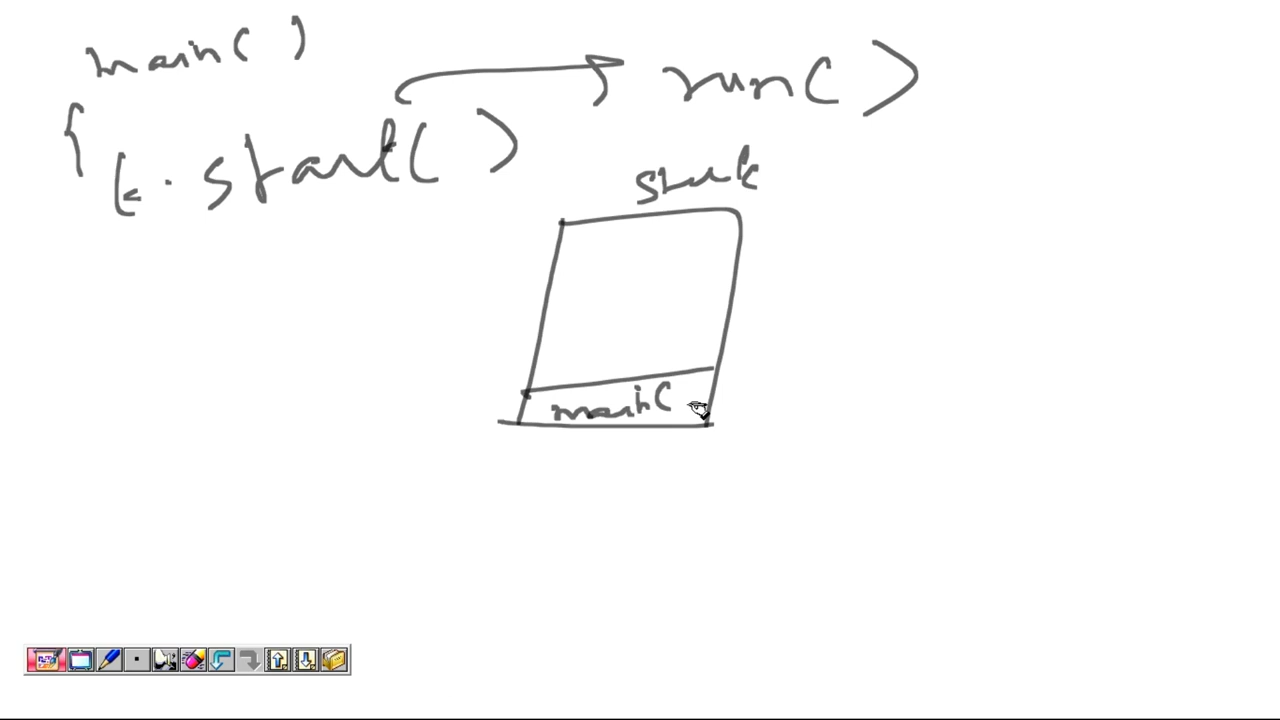 main()
run()
{
t.start()
stack
main(